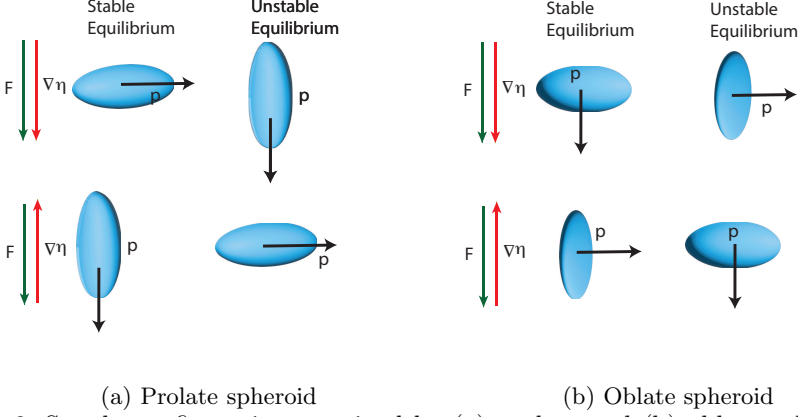 Stable
Equilibrium
Unstable
Equilibrium
F
∇η
p
p
F
∇η
p
p
(a) Prolate spheroid
Stable
Equilibrium
Unstable
Equilibrium
F
∇η
p
p
F
∇η
p
p
(b) Oblate spheroid